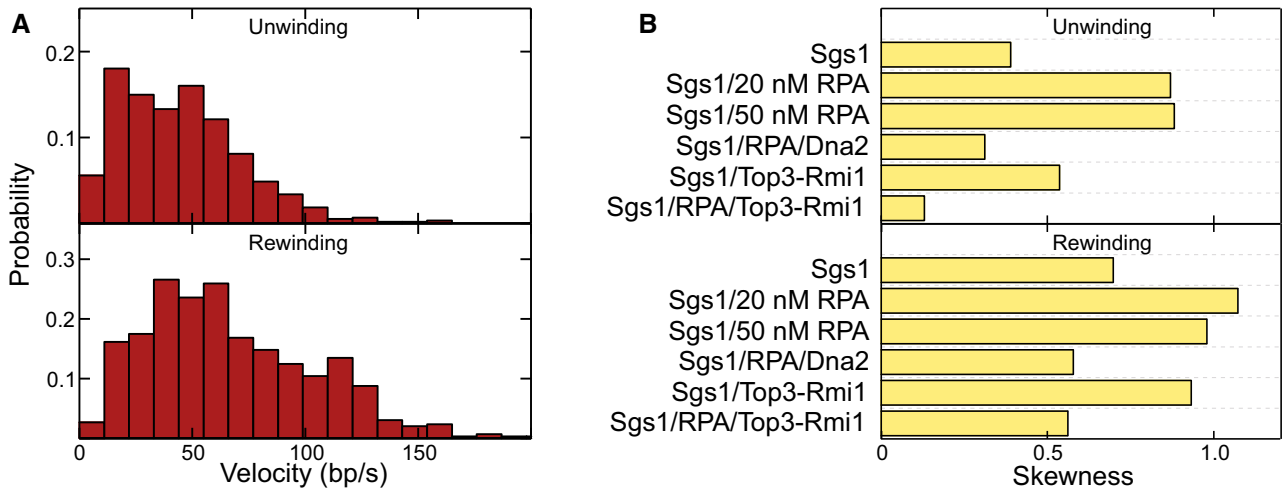 A
Unwinding
0.2
0.1
Rewinding
0.3
0.2
0.1
Probability
0 50 100 150
Velocity (bp/s)
B
Unwinding
Sgs1
Sgs1/20 nM RPA
Sgs1/50 nM RPA
Sgs1/RPA/Dna2
Sgs1/Top3-Rmi1
Sgs1/RPA/Top3-Rmi1
Rewinding
Sgs1
Sgs1/20 nM RPA
Sgs1/50 nM RPA
Sgs1/RPA/Dna2
Sgs1/Top3-Rmi1
Sgs1/RPA/Top3-Rmi1
0 0.5 1.0
Skewness